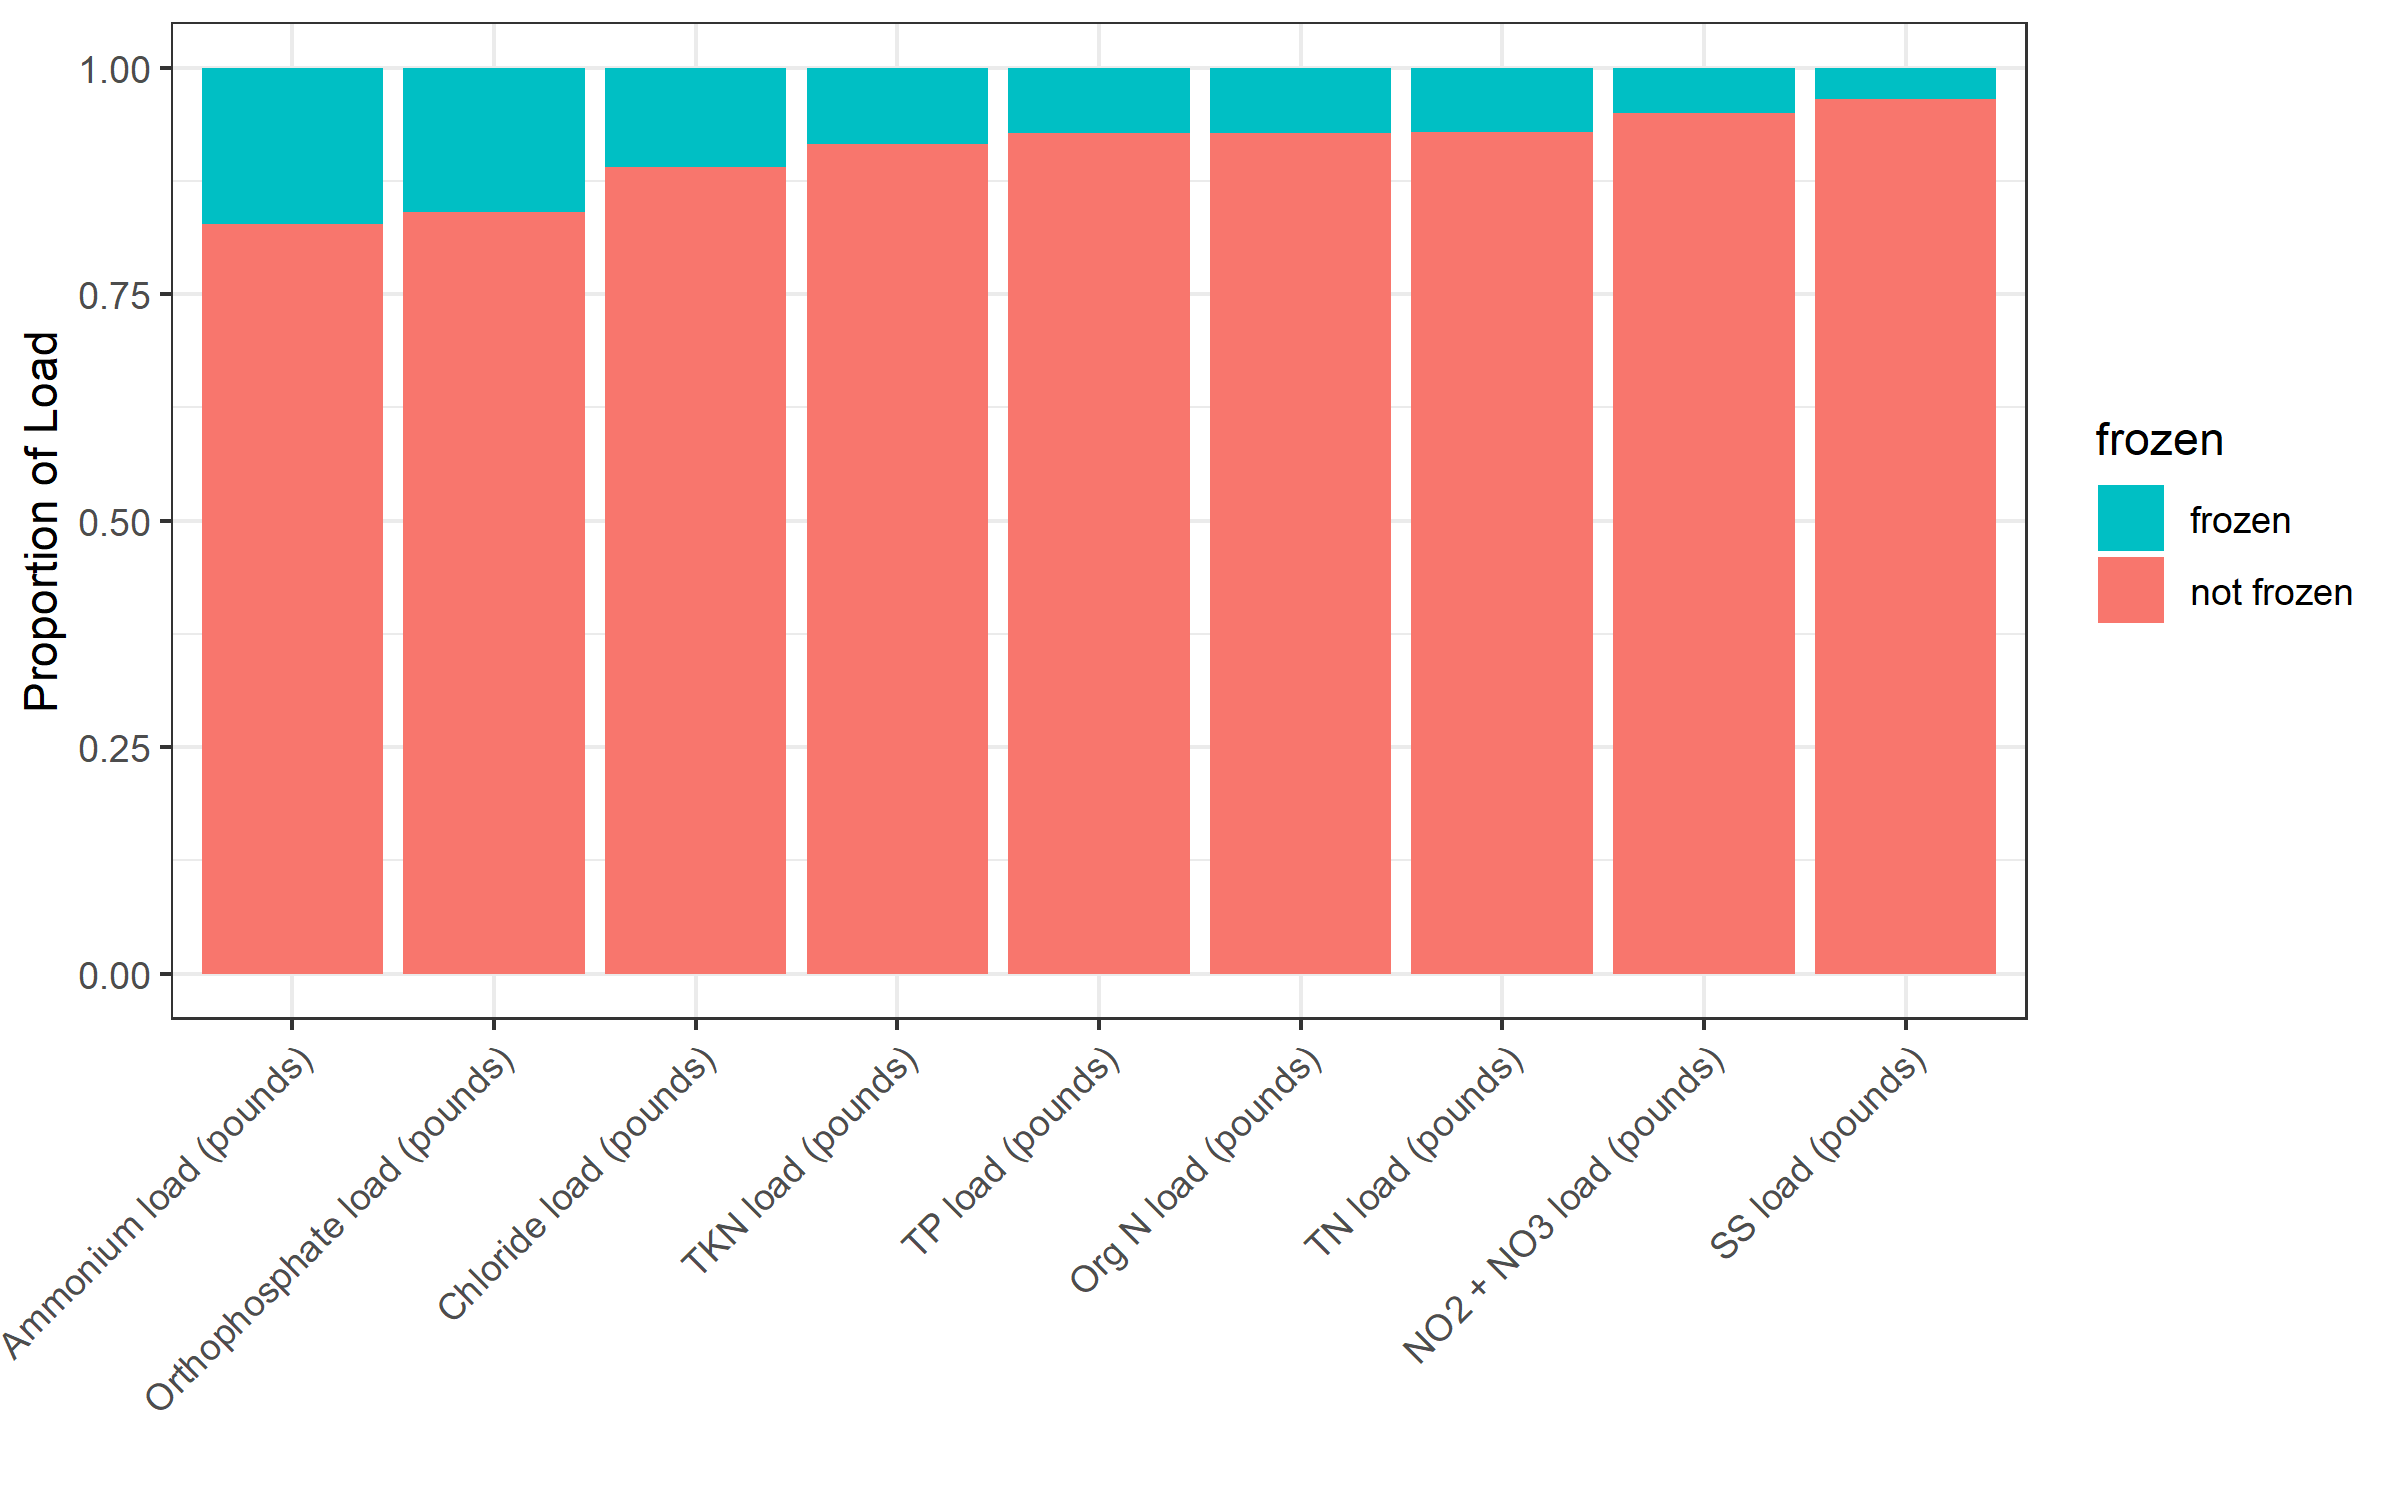 1.00
0.75
0.50
0.25
0.00
Proportion of Load
Ammonium load (pounds)
Orthophosphate load (pounds)
Chloride load (pounds)
TKN load (pounds)
TP load (pounds)
Org N load (pounds)
TN load (pounds)
NO2 + NO3 load (pounds)
SS load (pounds)
frozen
frozen
not frozen